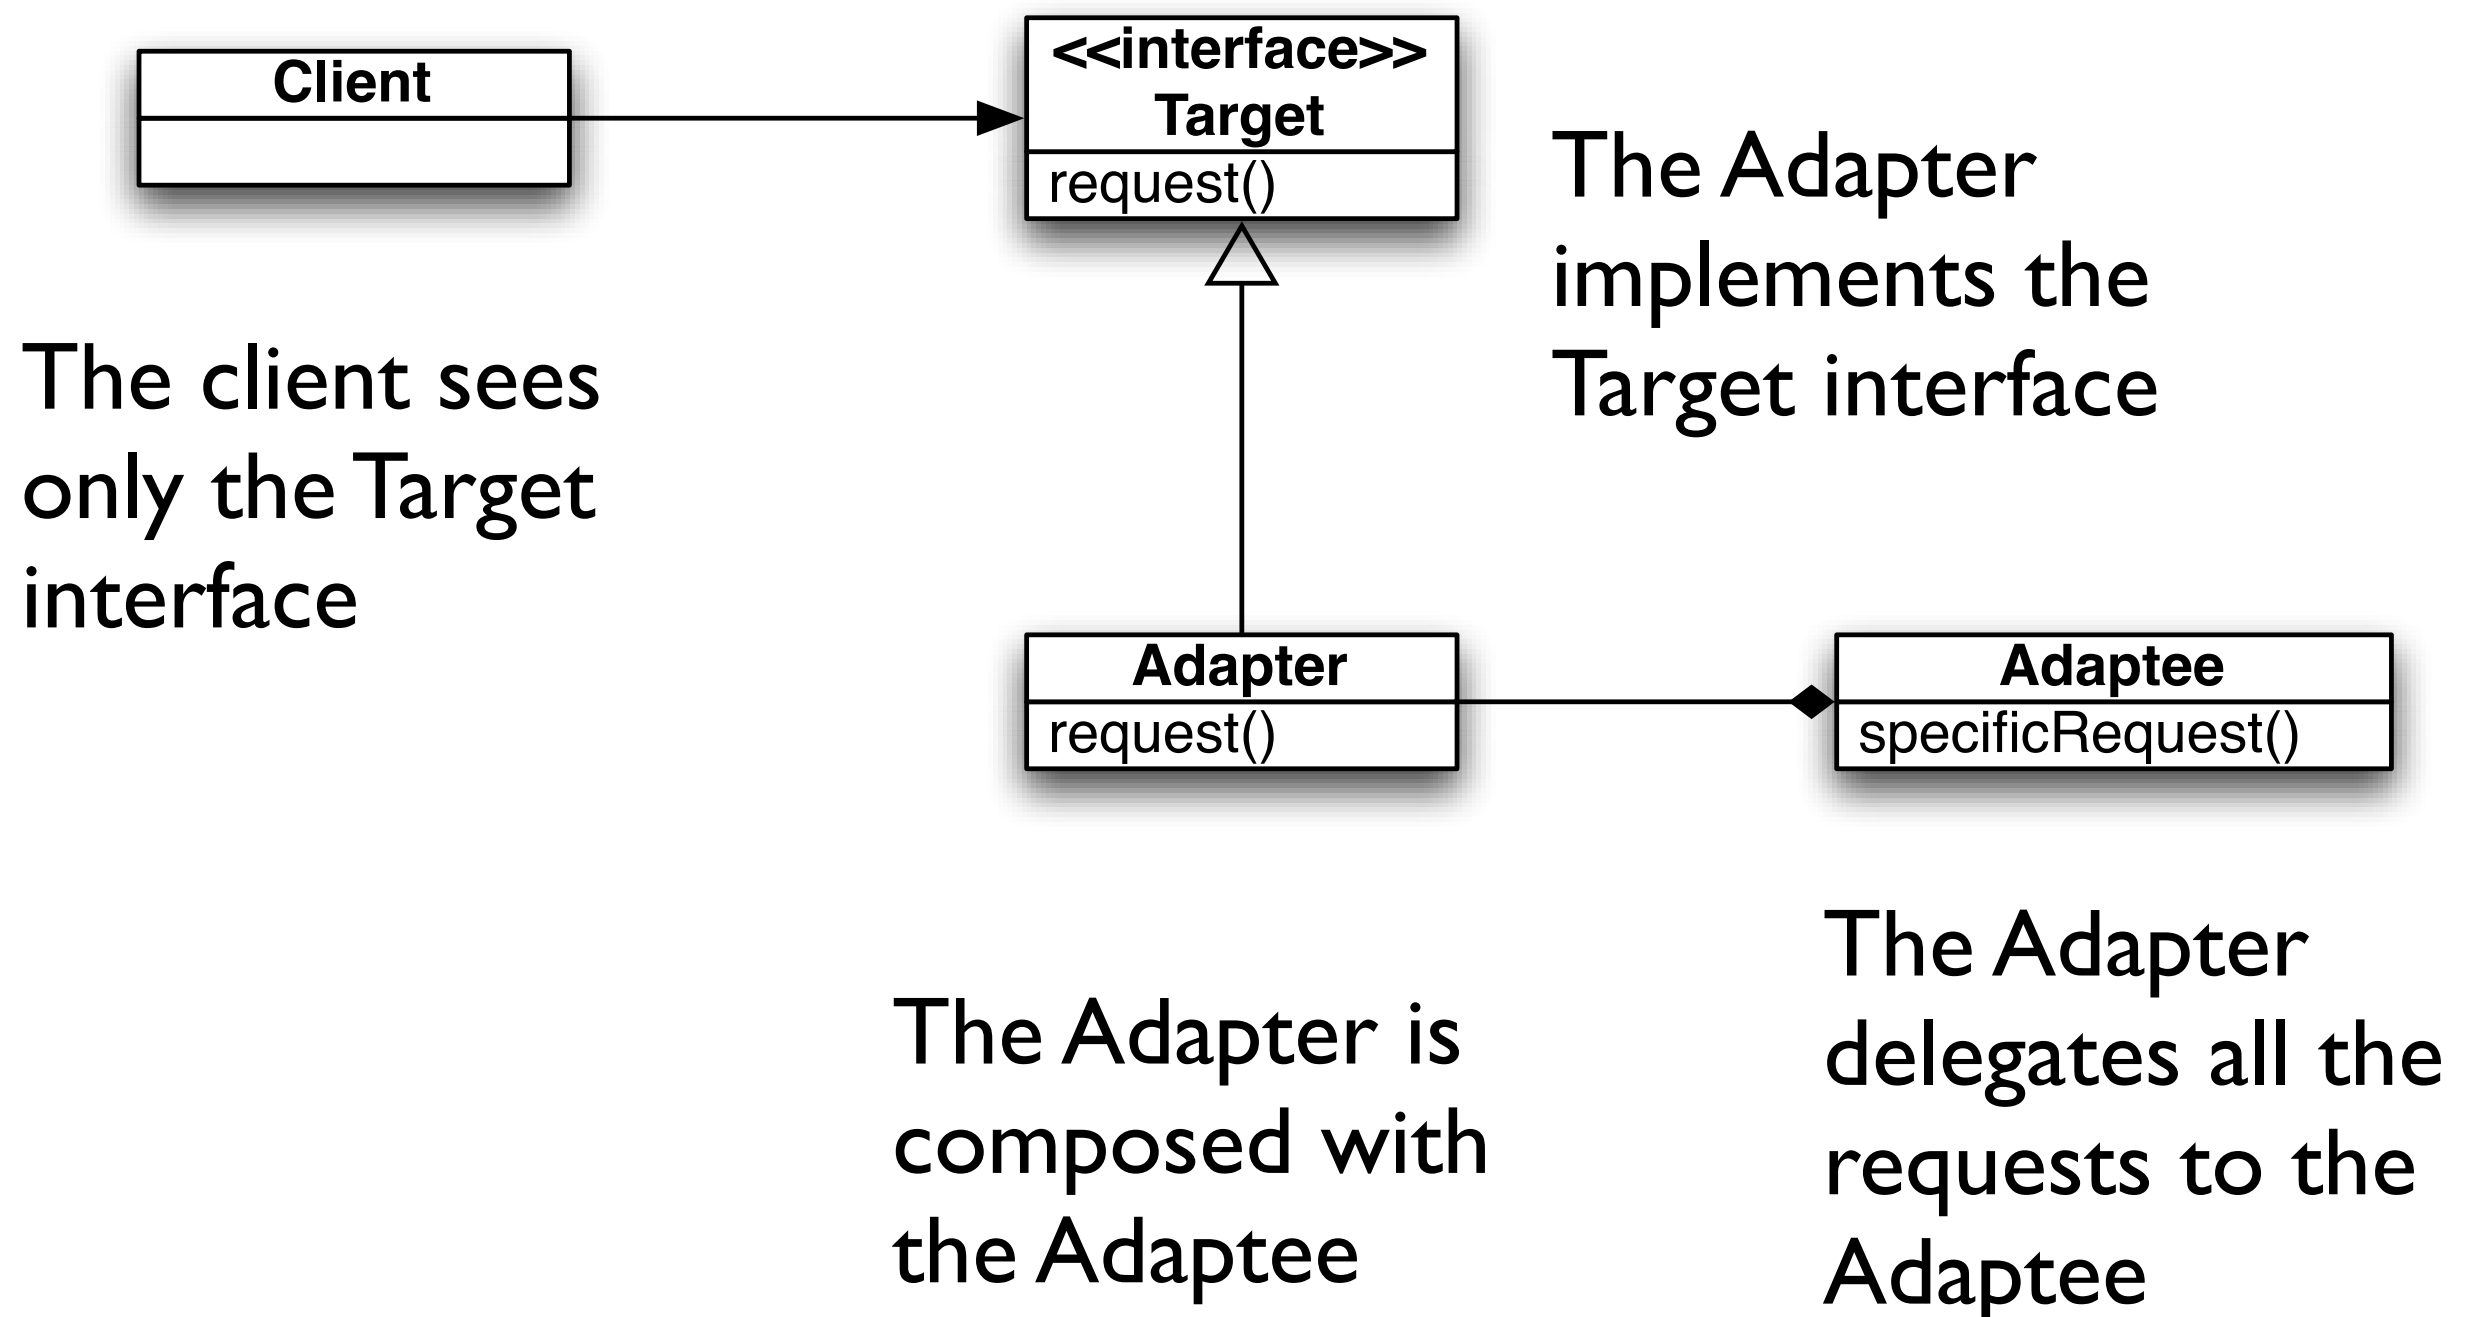 Client
<<interface>>
Target
request()
The Adapter
implements the
Target interface
The client sees
only the Target
interface
Adapter
request()
Adaptee
specificRequest()
The Adapter is
composed with
the Adaptee
The Adapter
delegates all the
requests to the
Adaptee